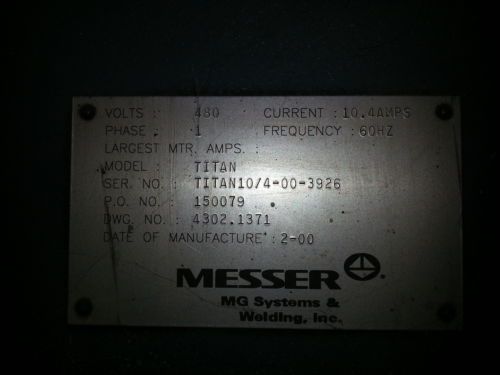 VOLTS : 480 CURRENT : 10.4AMPS
PHASE : 1 FREQUENCY : 60HZ
LARGEST MTR. AMPS. :
MODEL : TITAN
SER. NO. : TITAN10/4-00-3926
P.O. NO. : 150079
DWG. NO. : 4302.1371
DATE OF MANUFACTURE : 2-00
MESSER ®
MG Systems &
Welding, Inc.